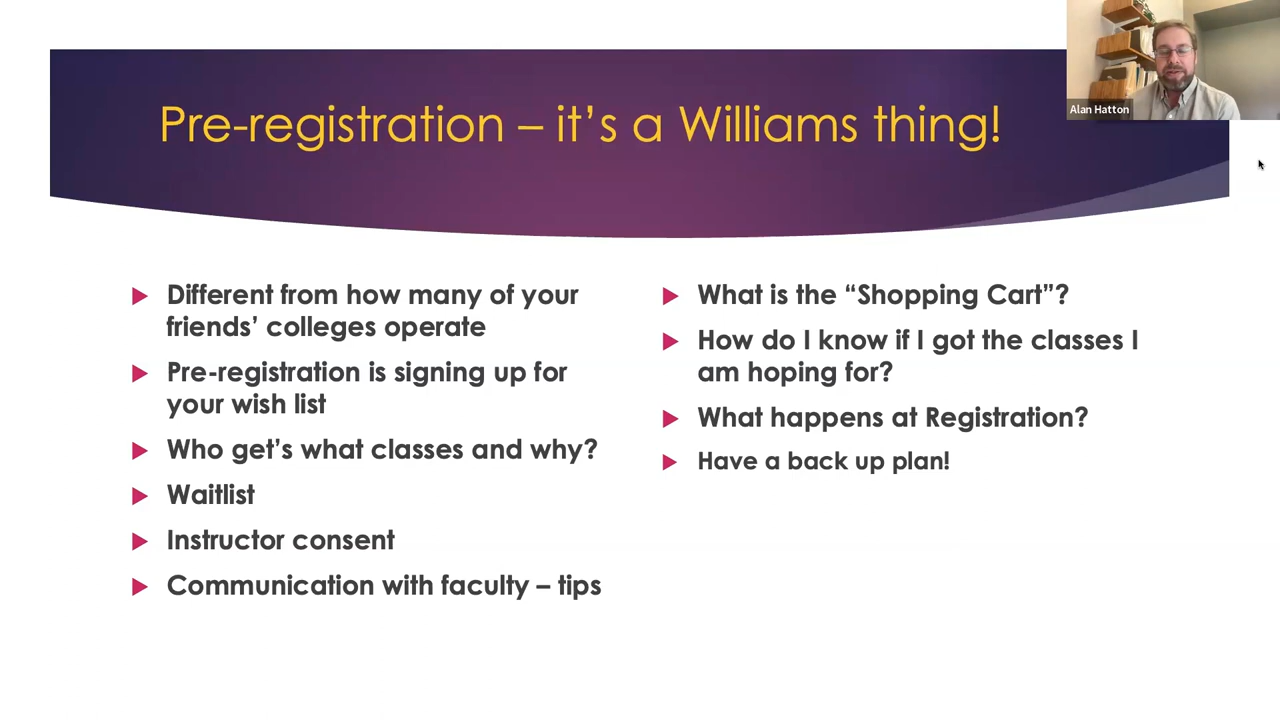 Pre-registration – it’s a Williams thing!
Alan Hatton
Different from how many of your
friends’ colleges operate
Pre-registration is signing up for
your wish list
Who get’s what classes and why?
Waitlist
Instructor consent
Communication with faculty – tips
What is the “Shopping Cart”?
How do I know if I got the classes I
am hoping for?
What happens at Registration?
Have a back up plan!